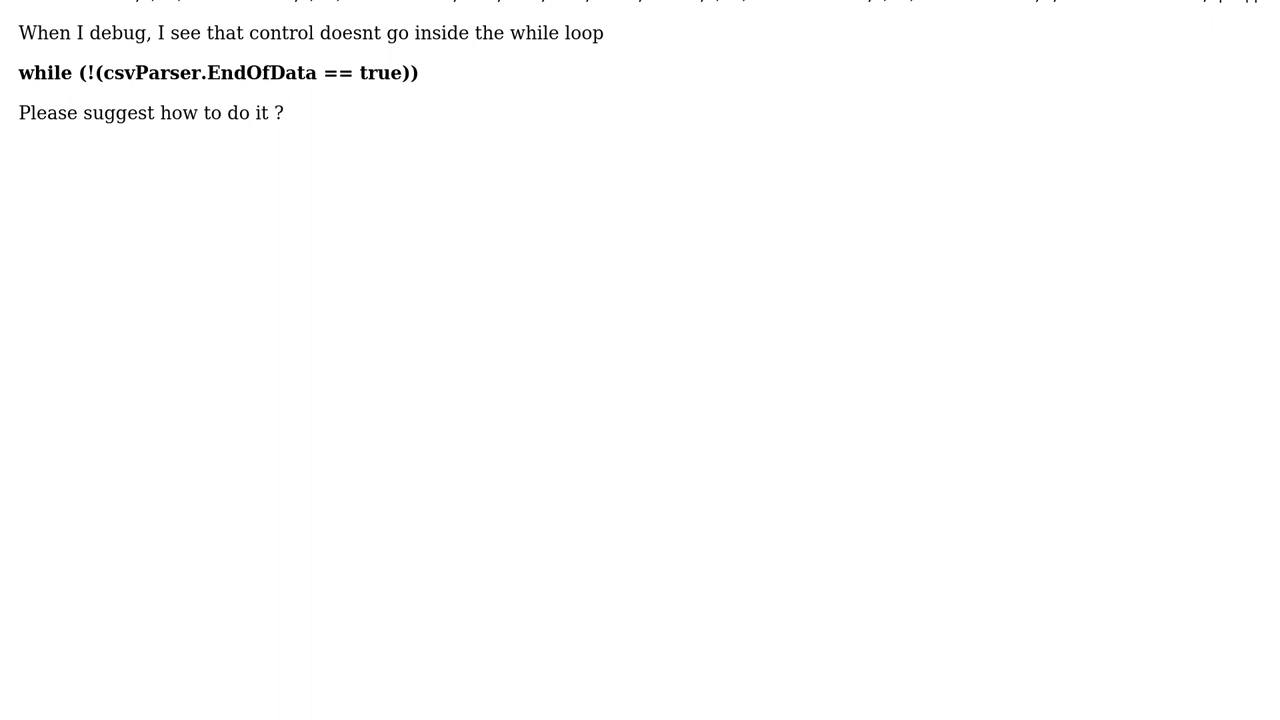 When I debug, I see that control doesnt go inside the while loop
while (!(csvParser.EndOfData == true))
Please suggest how to do it ?